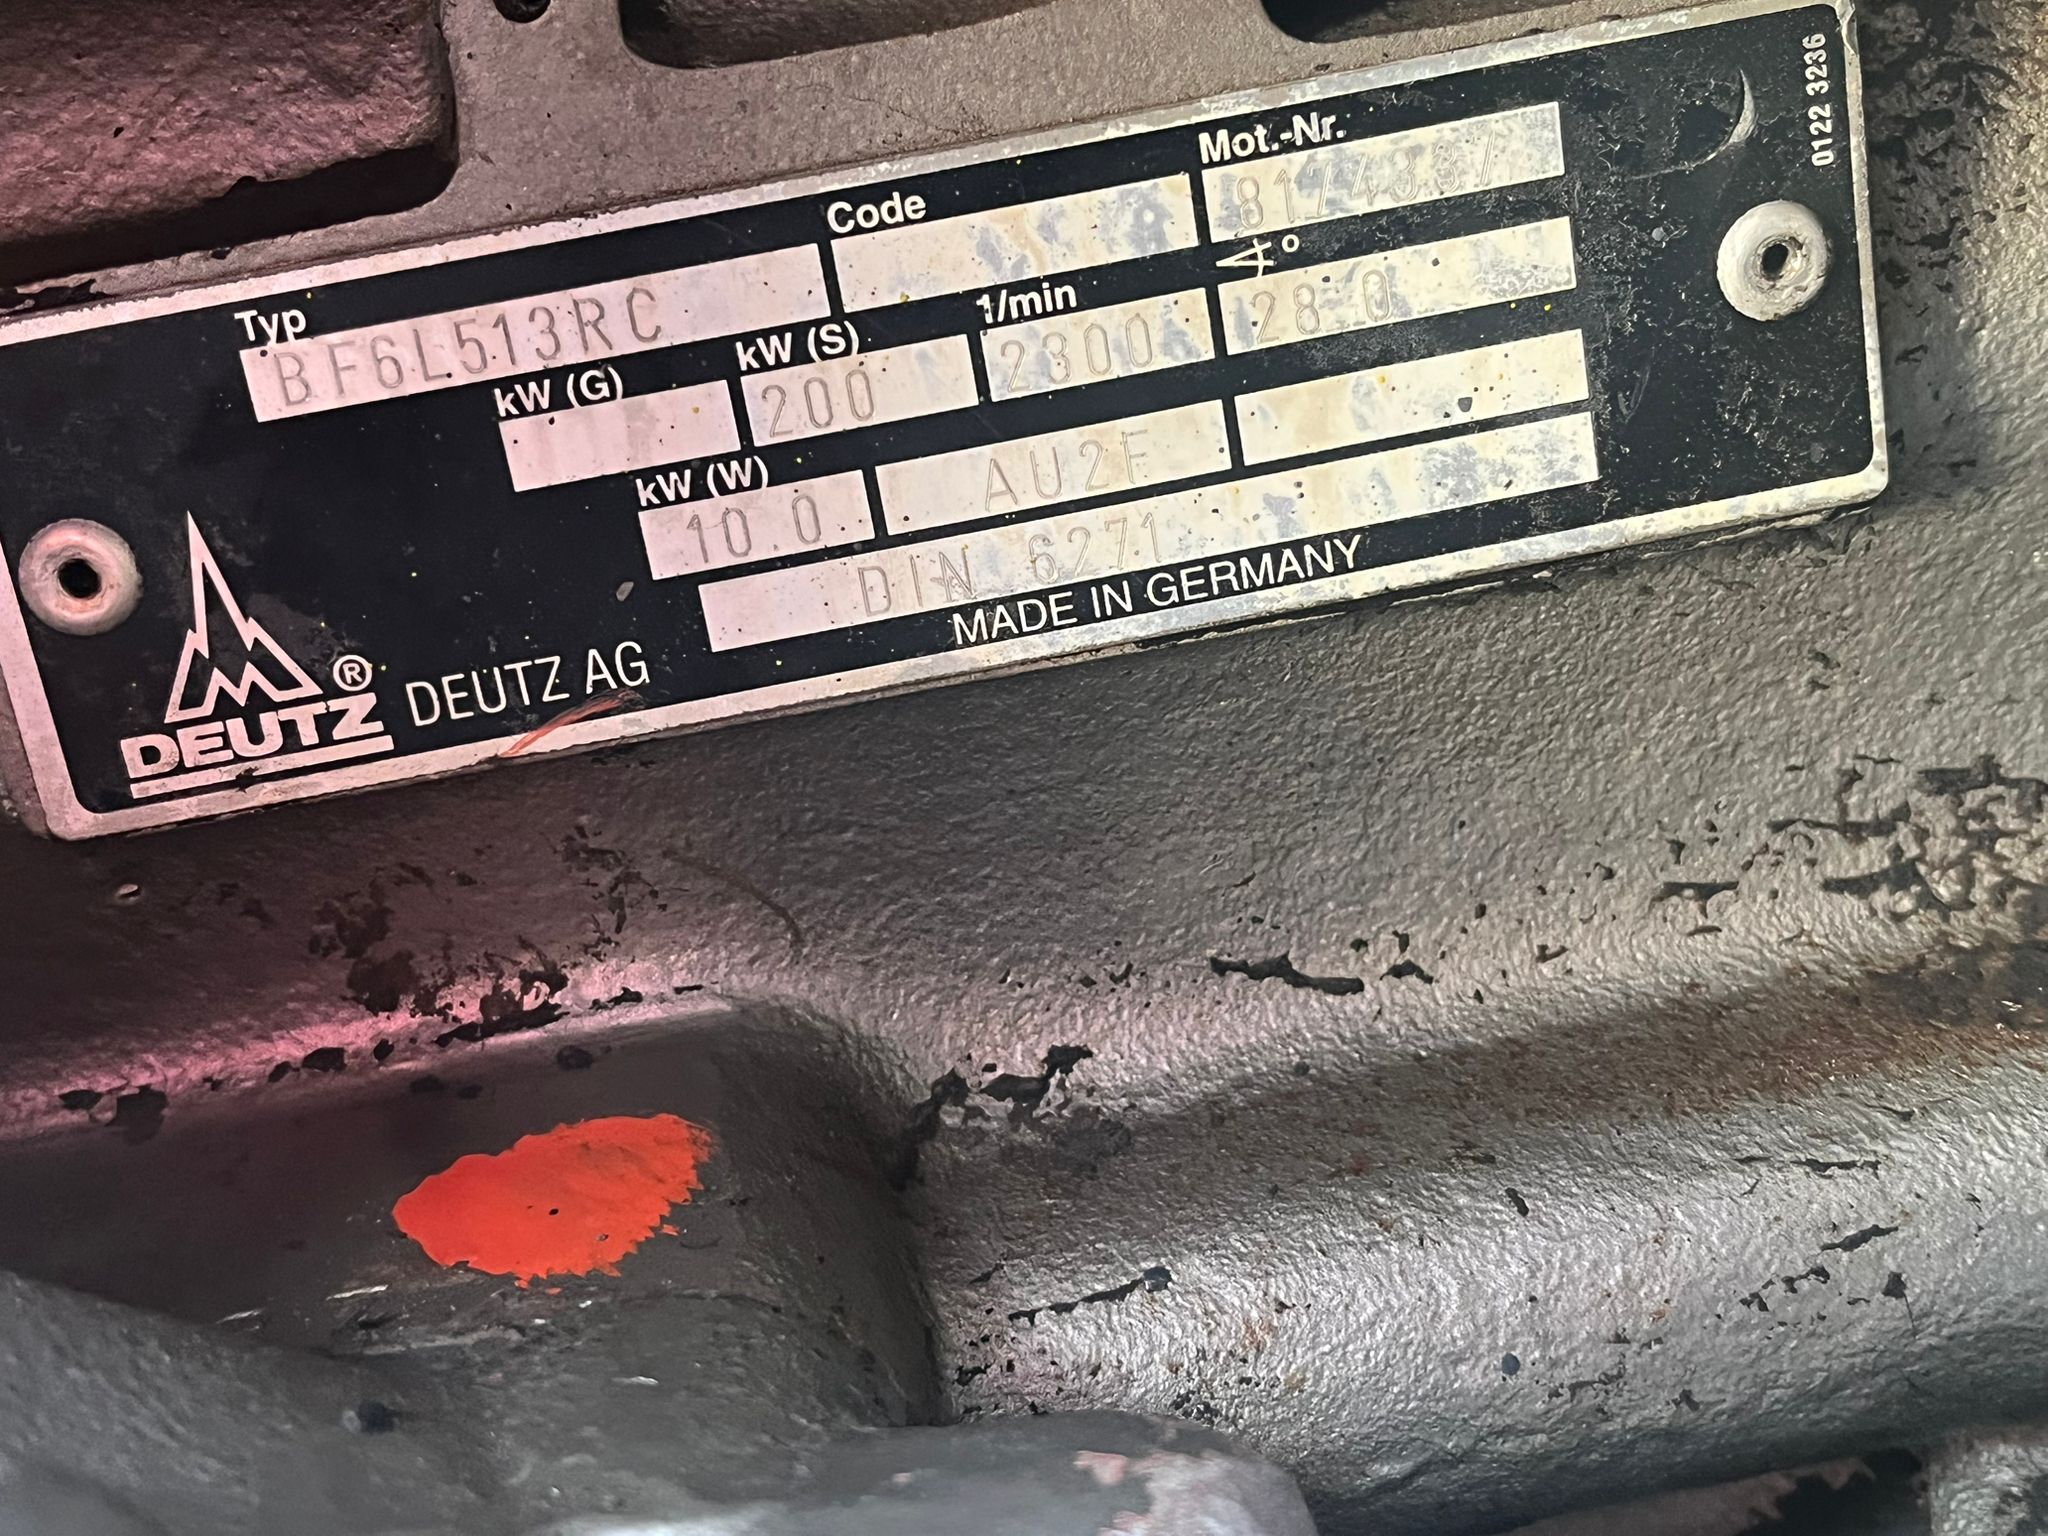 0122 3236
Typ
Code
Mot.-Nr.
BF6L513RC
8174337
kW (G)
kW (S)
1/min
∢°
200
2300
28.0
kW (W)
10.0
AU2F
DIN 6271
MADE IN GERMANY
DEUTZ® DEUTZ AG